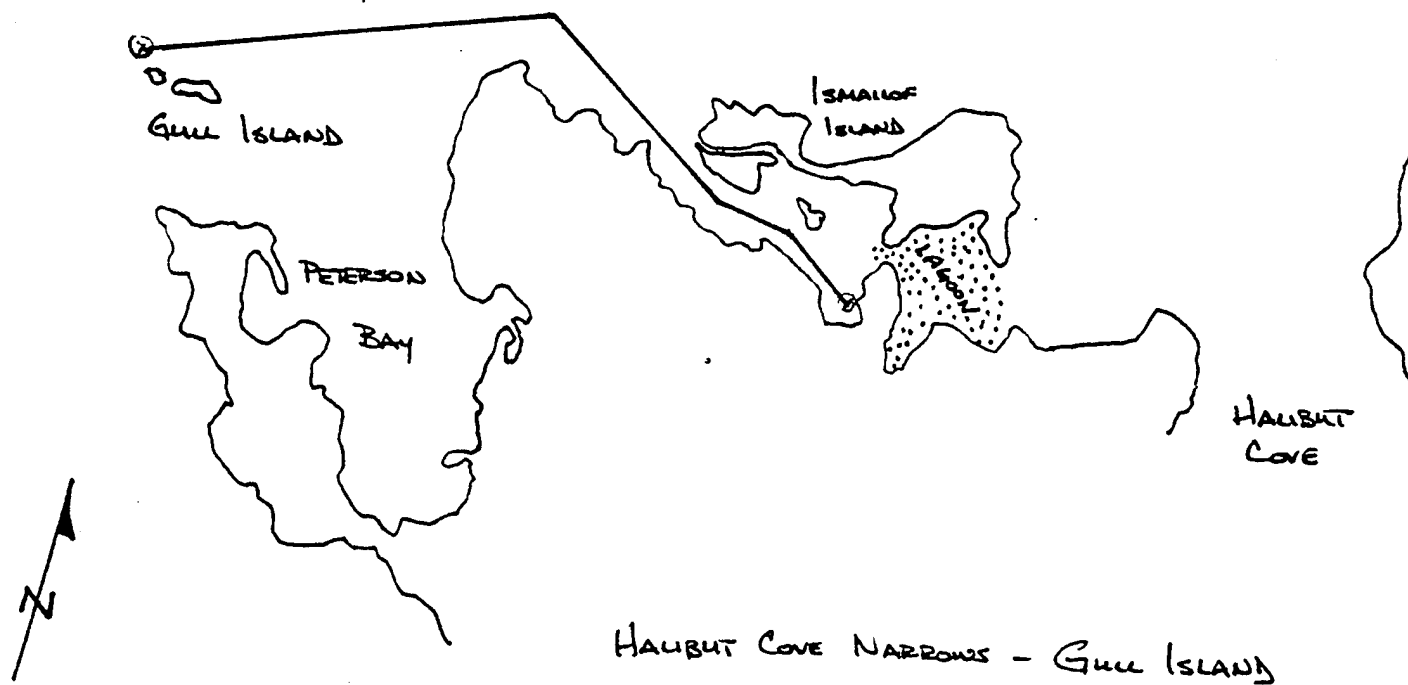 GULL ISLAND
ISMAILOF
ISLAND
PETERSON
BAY
LAGOON
HALIBUT
COVE
N
HALIBUT COVE NARROWS - GULL ISLAND